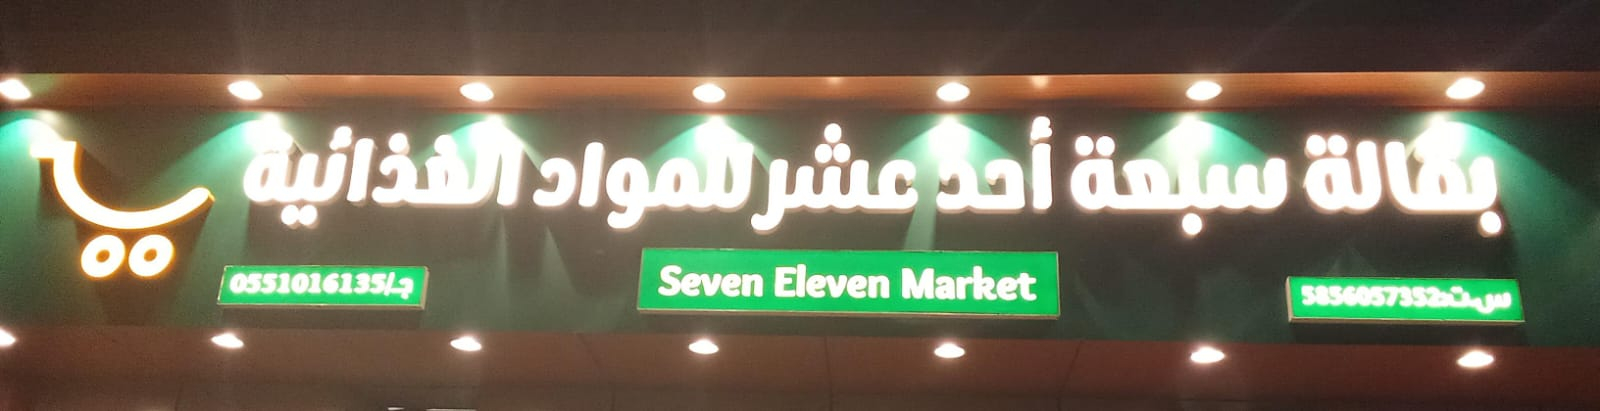 بقالة سبعة أحد عشر للمواد الغذائية
Seven Eleven Market
س.ت:5856057352
ج/0551016135